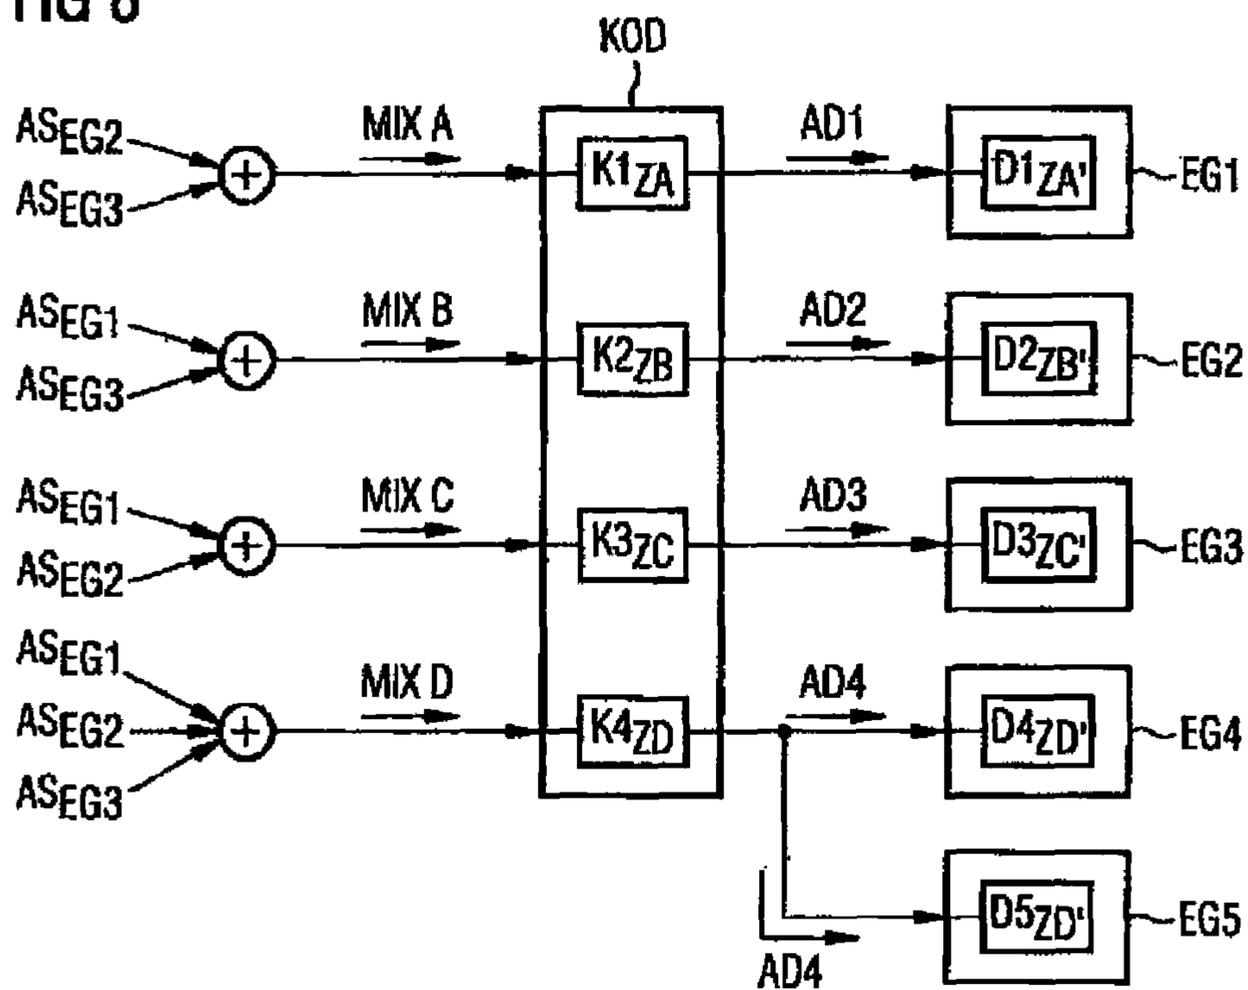 KOD
AS_EG2 MIX A K1_ZA AD1 D1_ZA' EG1
AS_EG3
AS_EG1 MIX B K2_ZB AD2 D2_ZB' EG2
AS_EG3
AS_EG1 MIX C K3_ZC AD3 D3_ZC' EG3
AS_EG2
AS_EG1 MIX D K4_ZD AD4 D4_ZD' EG4
AS_EG2
AS_EG3
D5_ZD' EG5
AD4